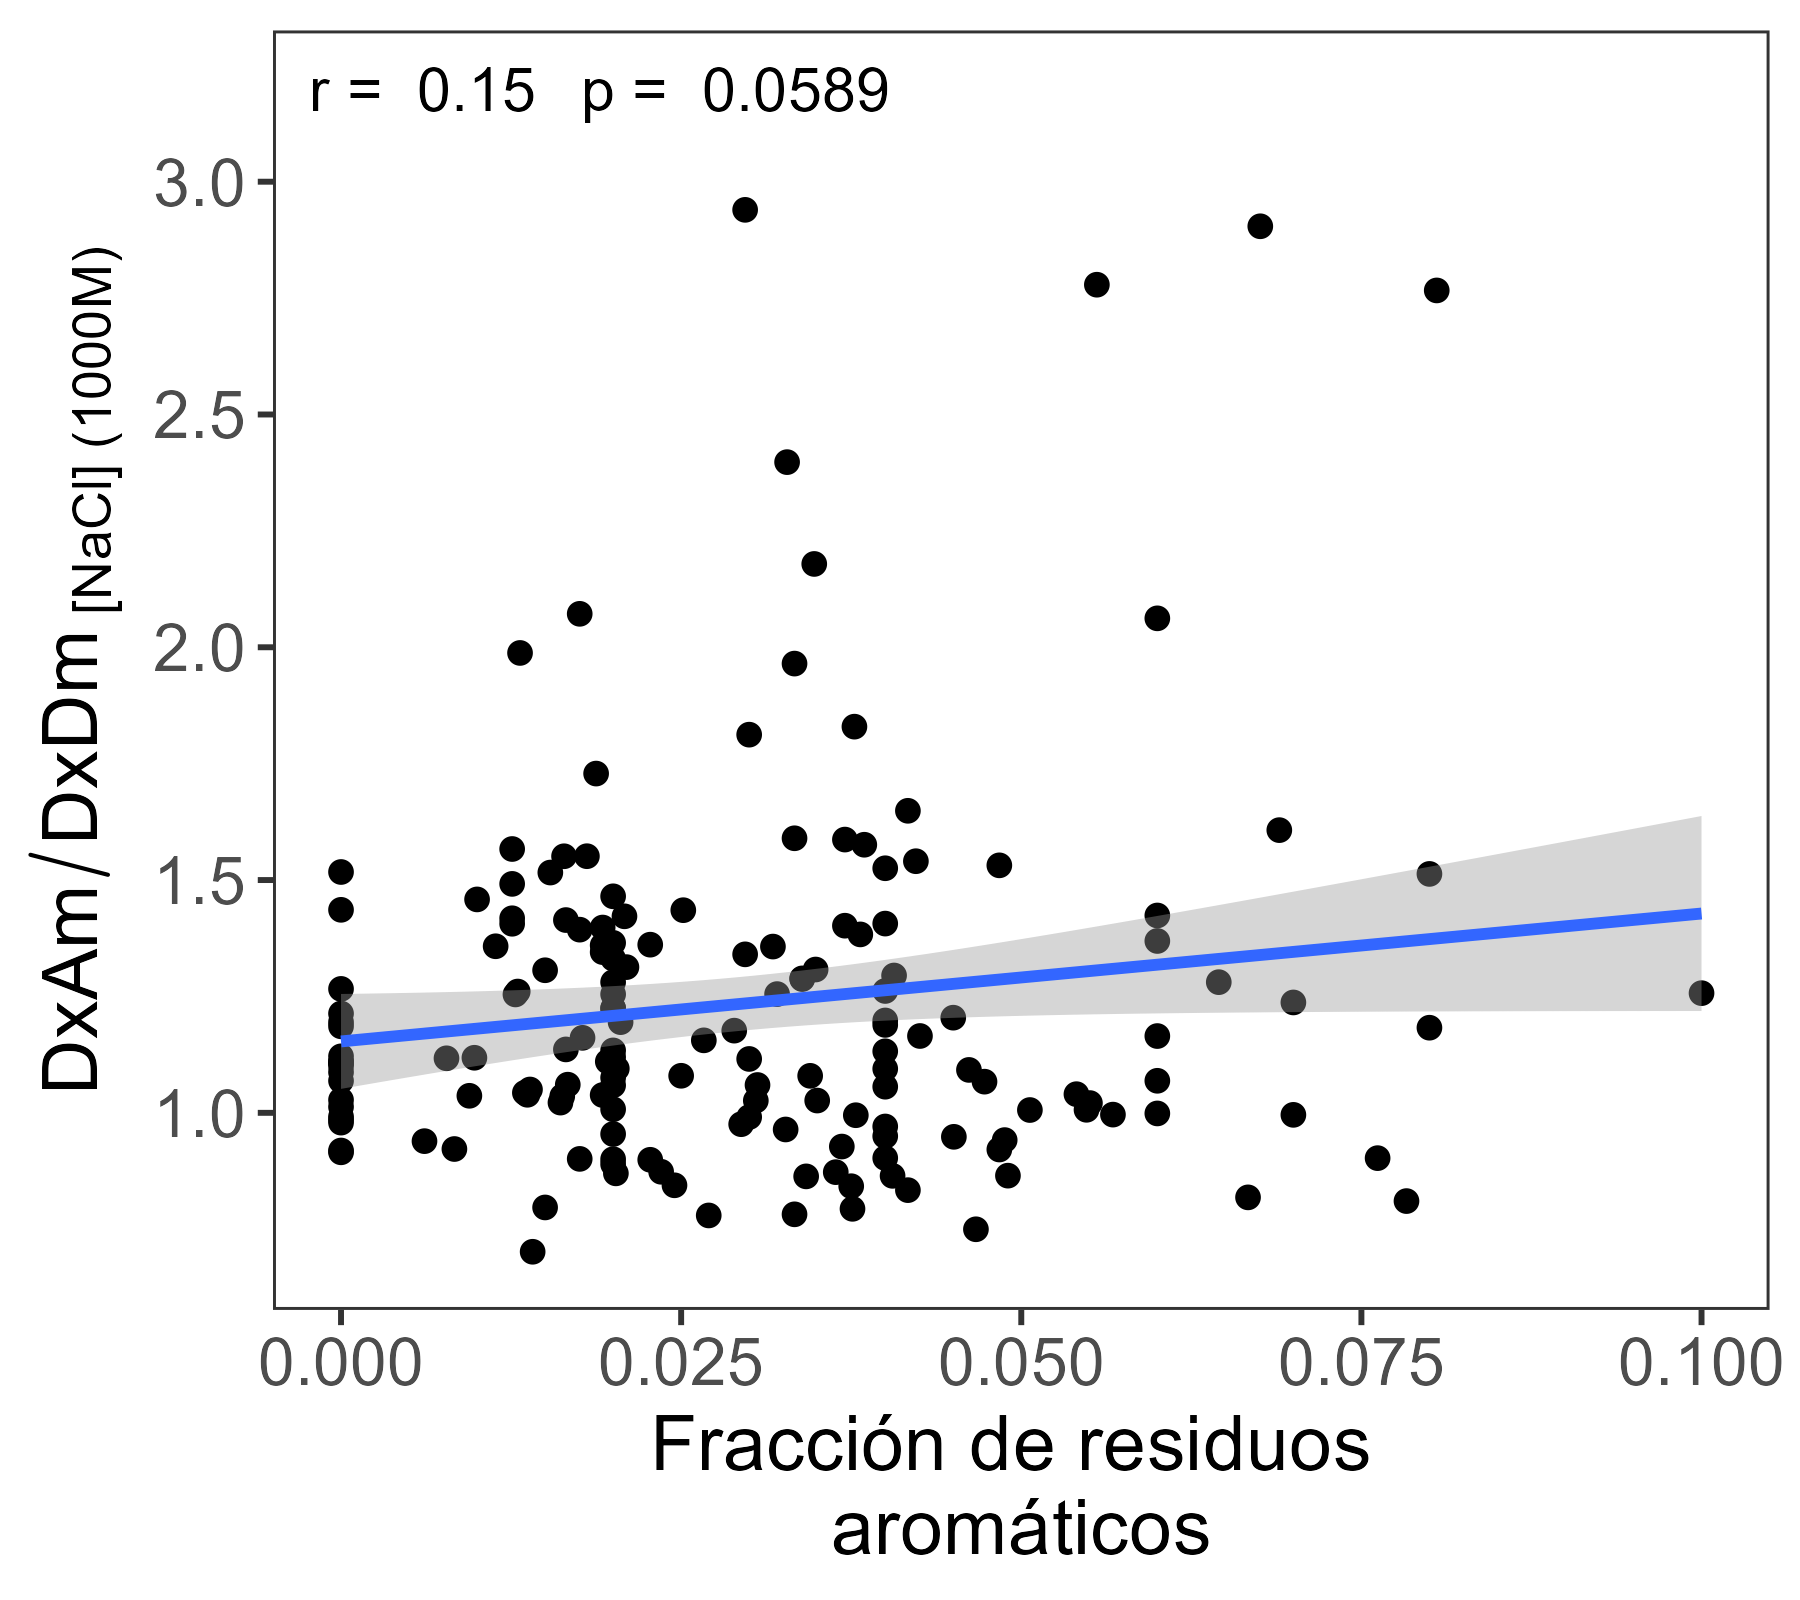 r = 0.15 p = 0.0589
3.0
2.5
2.0
1.5
1.0
DxAm/DxDm [NaCl] (1000M)
0.000 0.025 0.050 0.075 0.100
Fracción de residuos
aromáticos